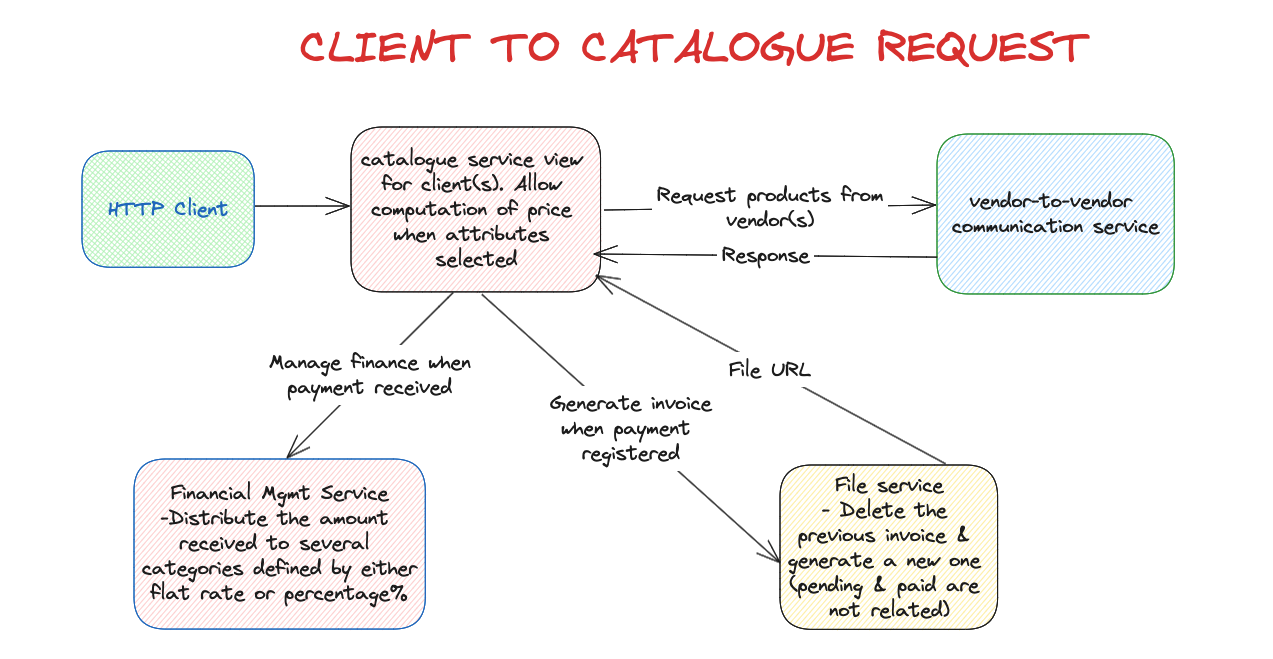 CLIENT TO CATALOGUE REQUEST
HTTP Client
catalogue service view
for client(s). Allow
computation of price
when attributes
selected
Request products from
vendor(s)
Response
vendor-to-vendor
communication service
Manage finance when
payment received
Generate invoice
when payment
registered
File URL
Financial Mgmt Service
-Distribute the amount
received to several
categories defined by either
flat rate or percentage%
File service
- Delete the
previous invoice &
generate a new one
(pending & paid are
not related)